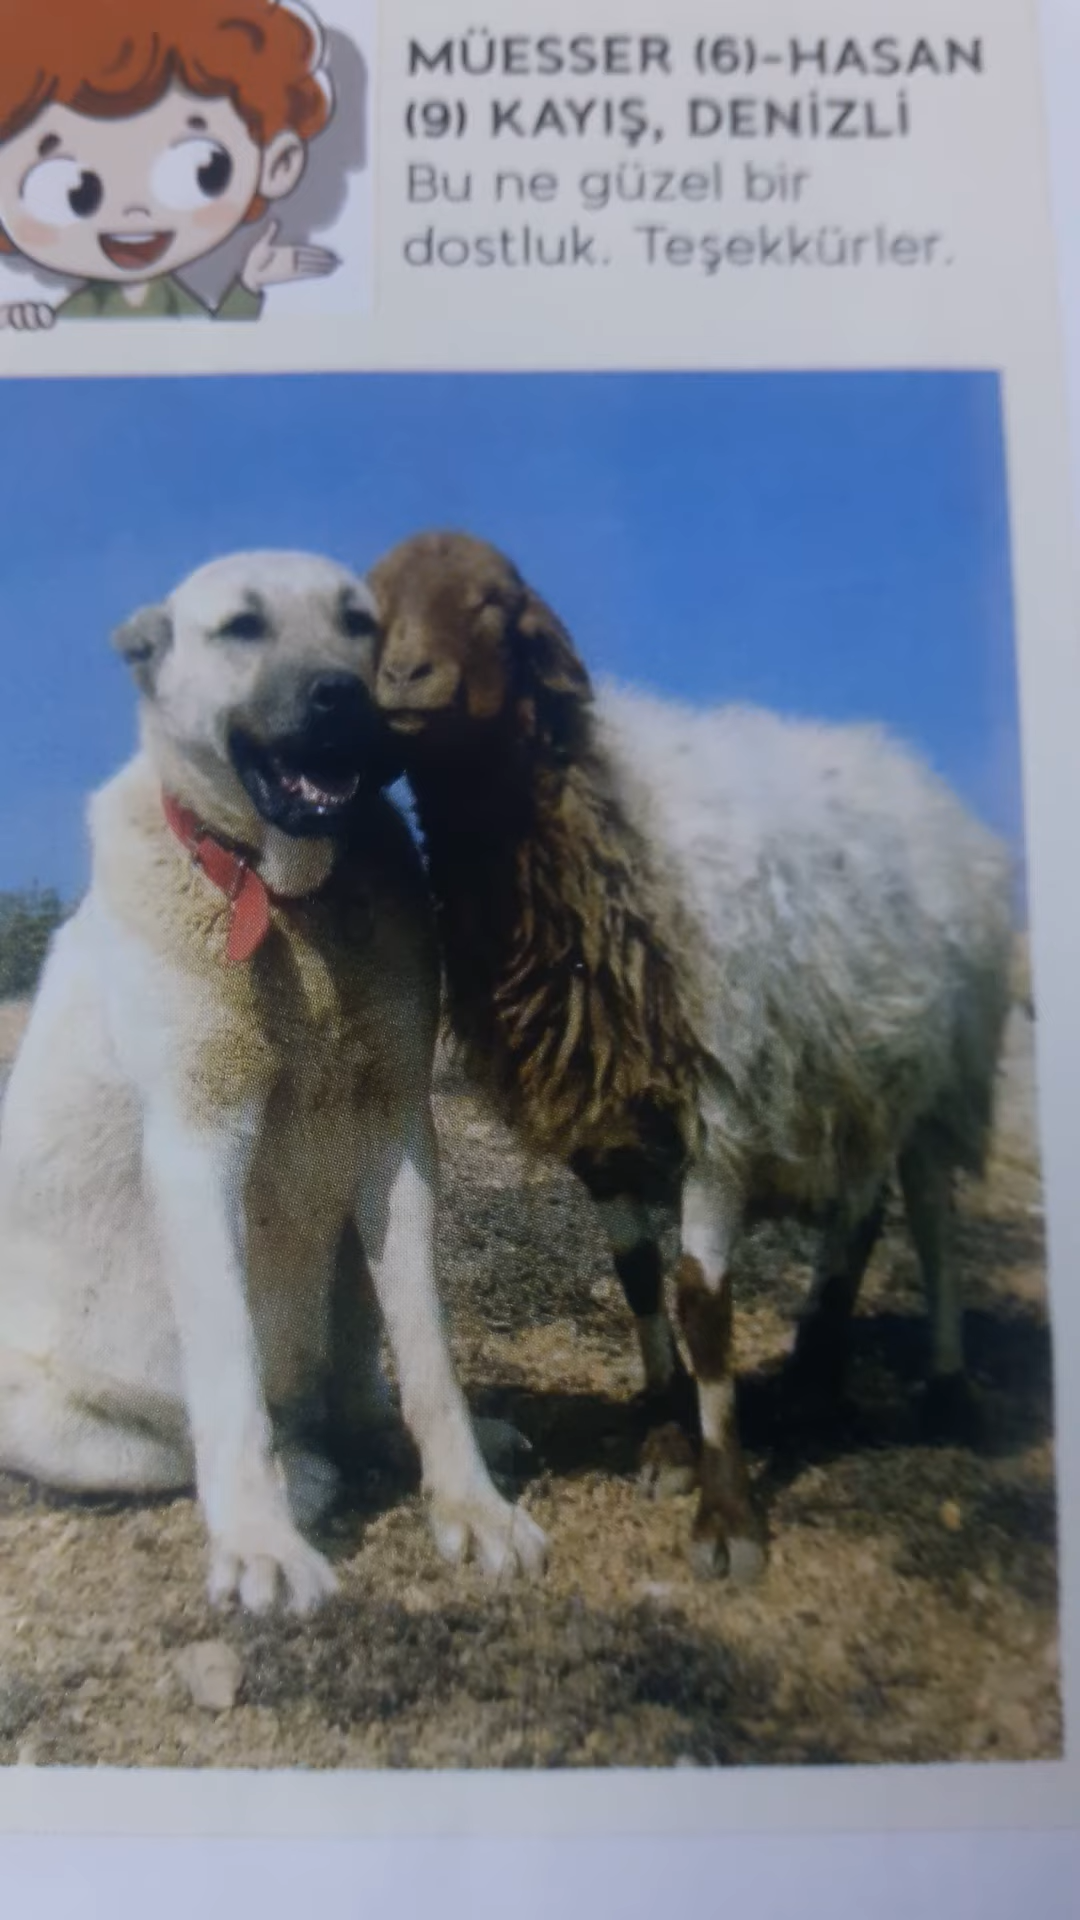 MÜESSER (6)-HASAN
(9) KAYIŞ, DENİZLİ
Bu ne güzel bir
dostluk. Teşekkürler.